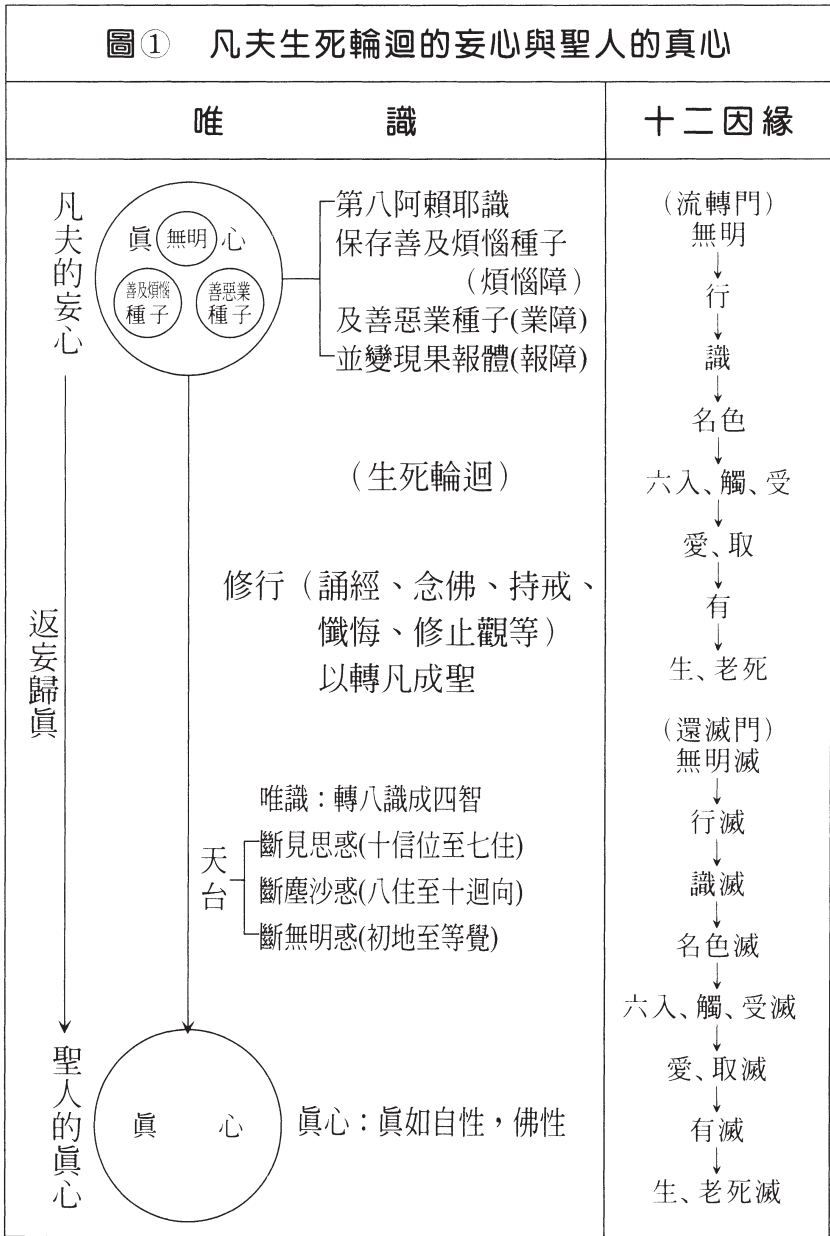 圖① 凡夫生死輪迴的妄心與聖人的真心
唯 識
十二因緣
凡夫的妄心
眞 無明 心
善及煩惱
種子
善惡業
種子
第八阿賴耶識
保存善及煩惱種子
(煩惱障)
及善惡業種子(業障)
並變現果報體(報障)
(生死輪迴)
修行(誦經、念佛、持戒、
懺悔、修止觀等)
以轉凡成聖
返妄歸眞
唯識：轉八識成四智
天台
斷見思惑(十信位至七住)
斷塵沙惑(八住至十迴向)
斷無明惑(初地至等覺)
聖人的眞心
眞 心
眞心：眞如自性，佛性
(流轉門)
無明
↓
行
↓
識
↓
名色
↓
六入、觸、受
↓
愛、取
↓
有
↓
生、老死
(還滅門)
無明滅
↓
行滅
↓
識滅
↓
名色滅
↓
六入、觸、受滅
↓
愛、取滅
↓
有滅
↓
生、老死滅